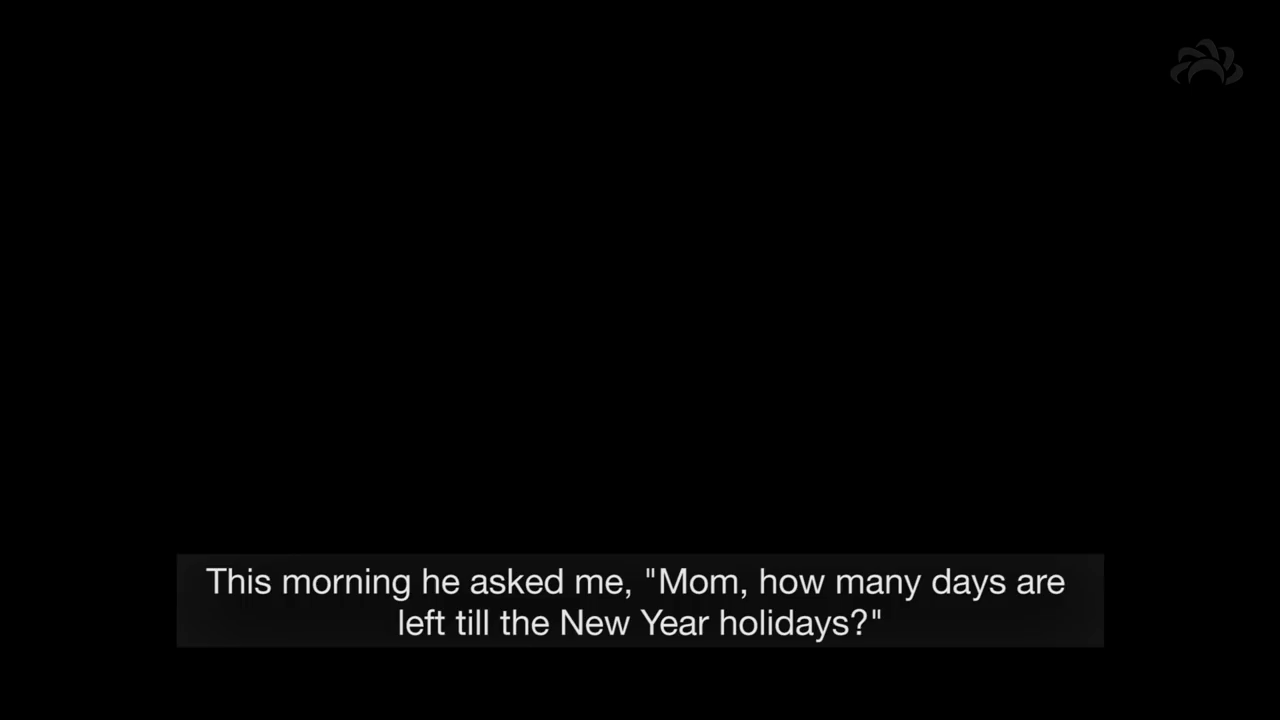 This morning he asked me, "Mom, how many days are
left till the New Year holidays?"